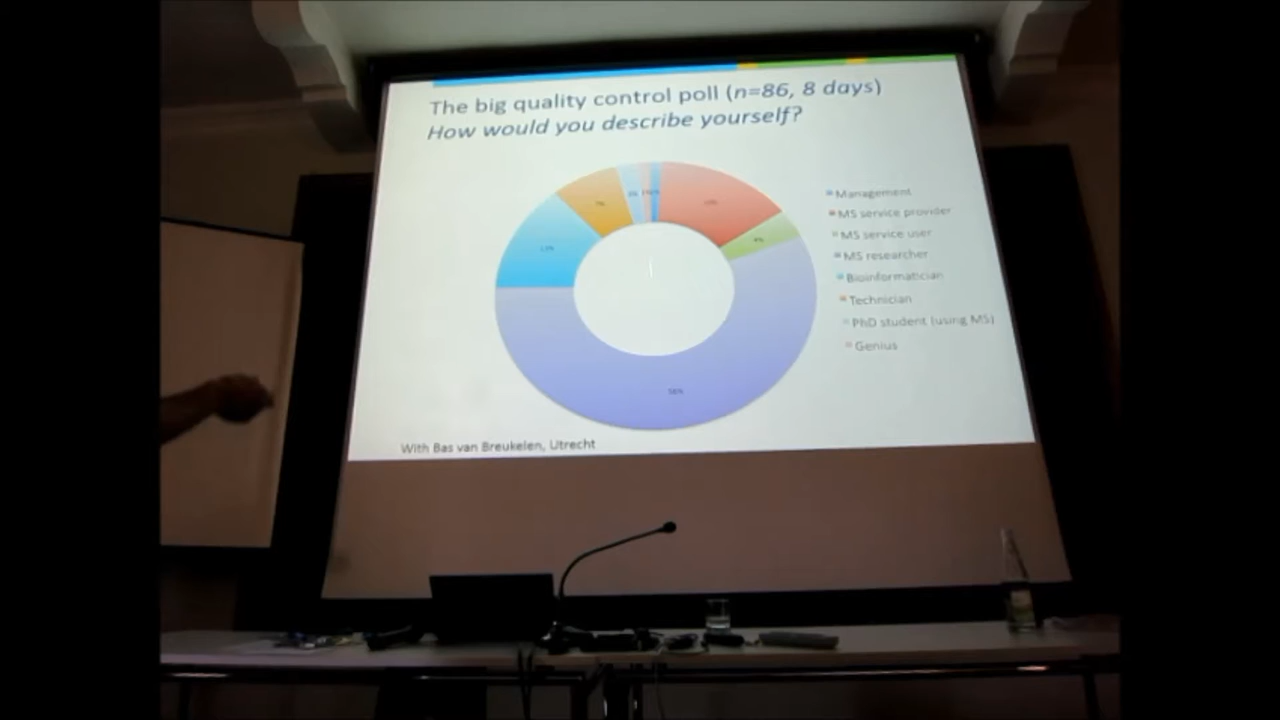 The big quality control poll (n=86, 8 days)
How would you describe yourself?
Management
MS service provider
MS service user
MS researcher
Bioinformatician
Technician
PhD student (using MS)
Genius
With Bas van Breukelen, Utrecht